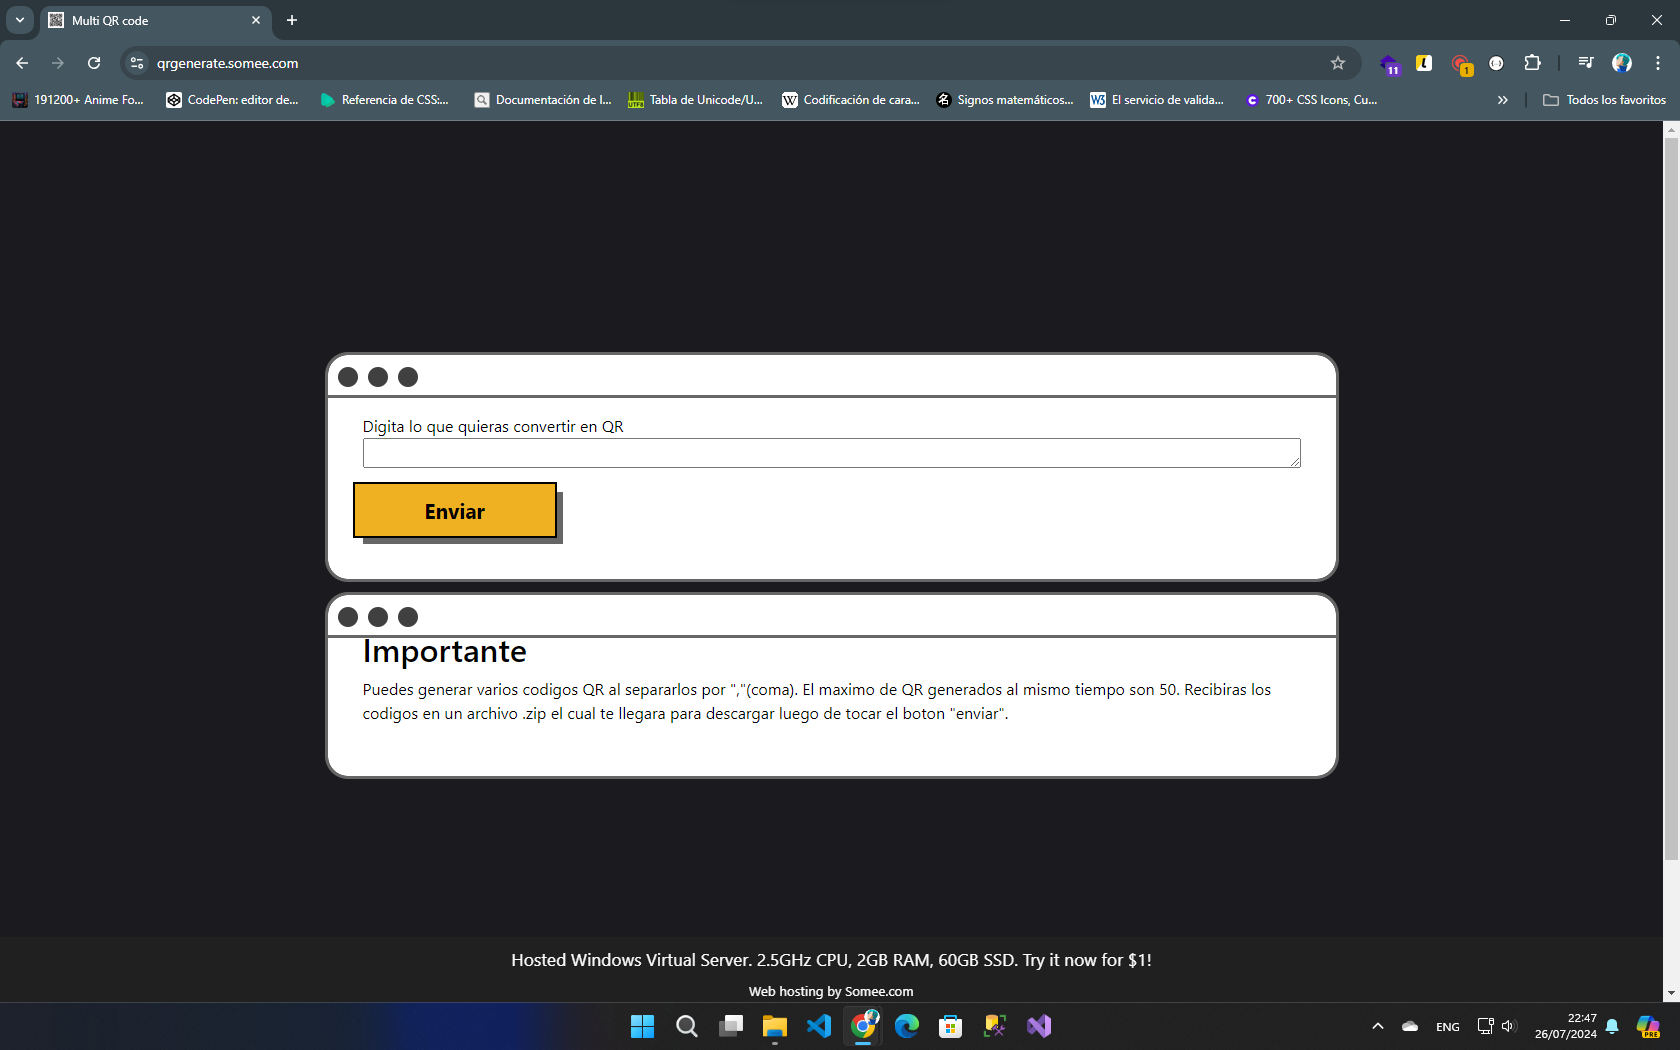 Multi QR code
qrgenerate.somee.com
11
1
191200+ Anime Fo...
CodePen: editor de...
Referencia de CSS:...
Documentación de l...
Tabla de Unicode/U...
Codificación de cara...
Signos matemáticos...
El servicio de valida...
700+ CSS Icons, Cu...
Todos los favoritos
Digita lo que quieras convertir en QR
Enviar
Importante
Puedes generar varios codigos QR al separarlos por ","(coma). El maximo de QR generados al mismo tiempo son 50. Recibiras los
codigos en un archivo .zip el cual te llegara para descargar luego de tocar el boton "enviar".
Hosted Windows Virtual Server. 2.5GHz CPU, 2GB RAM, 60GB SSD. Try it now for $1!
Web hosting by Somee.com
ENG
22:47
26/07/2024
PRE